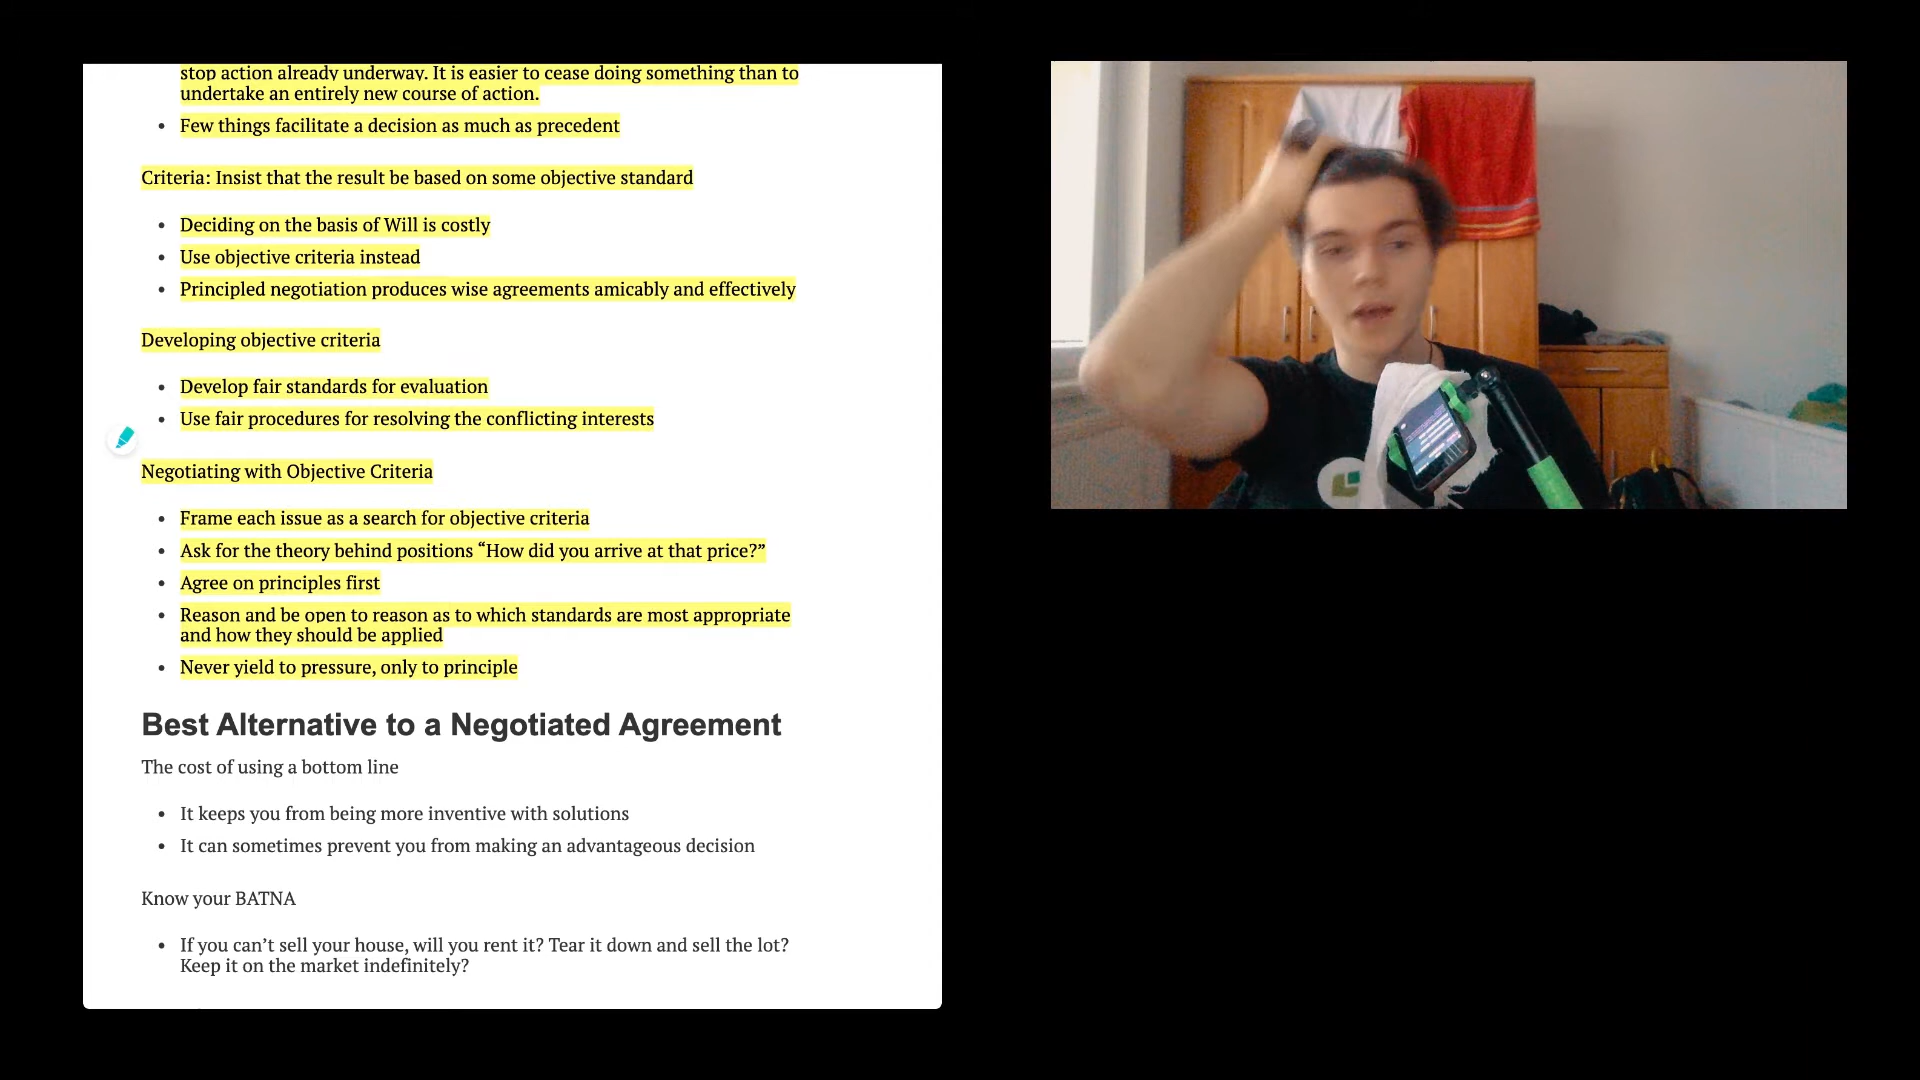 stop action already underway. It is easier to cease doing something than to
undertake an entirely new course of action.
• Few things facilitate a decision as much as precedent
Criteria: Insist that the result be based on some objective standard
• Deciding on the basis of Will is costly
• Use objective criteria instead
• Principled negotiation produces wise agreements amicably and effectively
Developing objective criteria
• Develop fair standards for evaluation
• Use fair procedures for resolving the conflicting interests
Negotiating with Objective Criteria
• Frame each issue as a search for objective criteria
• Ask for the theory behind positions “How did you arrive at that price?”
• Agree on principles first
• Reason and be open to reason as to which standards are most appropriate
and how they should be applied
• Never yield to pressure, only to principle
Best Alternative to a Negotiated Agreement
The cost of using a bottom line
• It keeps you from being more inventive with solutions
• It can sometimes prevent you from making an advantageous decision
Know your BATNA
• If you can’t sell your house, will you rent it? Tear it down and sell the lot?
Keep it on the market indefinitely?